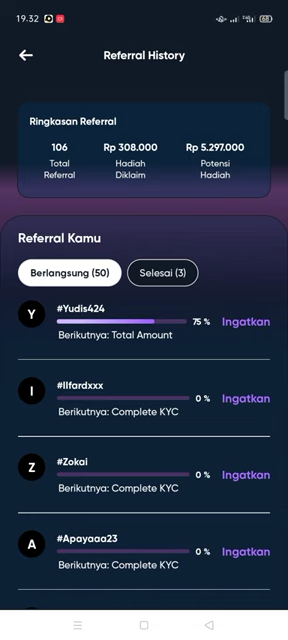 19.32
68
Referral History
Ringkasan Referral
106
Rp 308.000
Rp 5.297.000
Total Referral
Hadiah Diklaim
Potensi Hadiah
Referral Kamu
Berlangsung (50)
Selesai (3)
Y
#Yudis424
75 %
Ingatkan
Berikutnya: Total Amount
I
#Ilfardxxx
0 %
Ingatkan
Berikutnya: Complete KYC
Z
#Zokai
0 %
Ingatkan
Berikutnya: Complete KYC
A
#Apayaaa23
0 %
Ingatkan
Berikutnya: Complete KYC